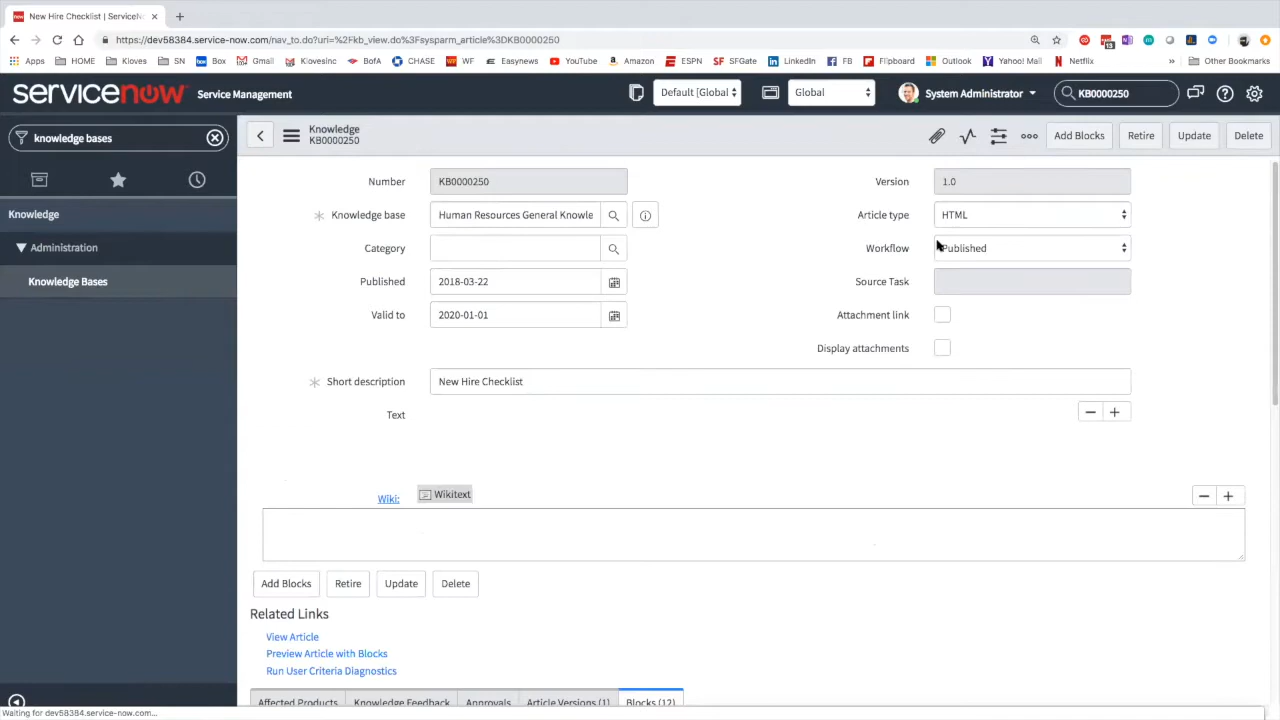 New Hire Checklist | ServiceN
https://dev58384.service-now.com/nav_to.do?uri=%2Fkb_view.do%3Fsysparm_article%3DKB0000250
13
Apps HOME Kloves SN Box Gmail KlovesInc BofA CHASE WF Easynews YouTube Amazon ESPN SFGate LinkedIn FB Flipboard Outlook Yahoo! Mail Netflix » Other Bookmarks
servicenow Service Management Default [Global Global System Administrator KB0000250
knowledge bases
Knowledge
Administration
Knowledge Bases
Knowledge
KB0000250
Add Blocks Retire Update Delete
Number KB0000250 Version 1.0
Knowledge base Human Resources General Knowle Article type HTML
Category Workflow Published
Published 2018-03-22 Source Task
Valid to 2020-01-01 Attachment link
Display attachments
Short description New Hire Checklist
Text
Wiki: Wikitext
Add Blocks Retire Update Delete
Related Links
View Article
Preview Article with Blocks
Run User Criteria Diagnostics
Affected Products Knowledge Feedback Approvals Article Versions (1) Blocks (12)
Waiting for dev58384.service-now.com...